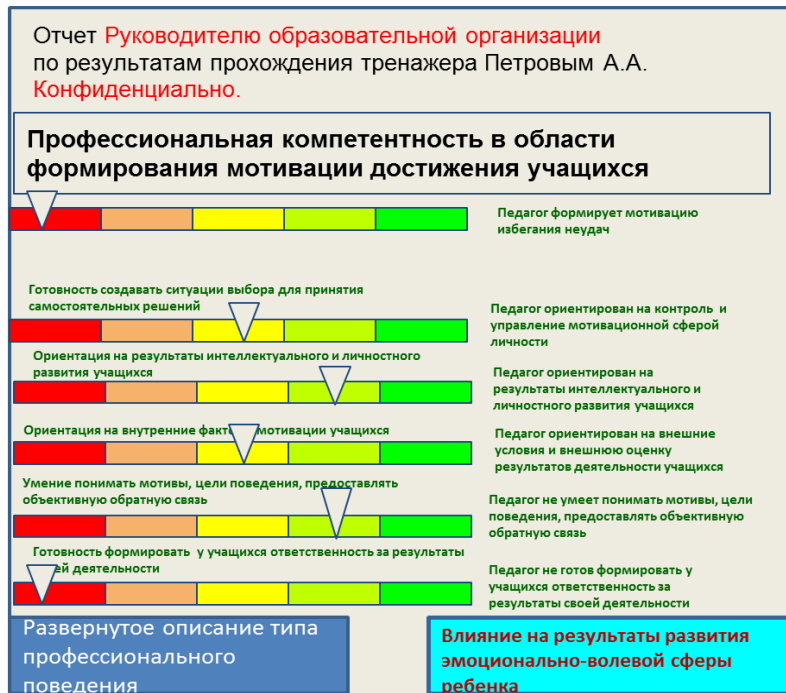 Отчет Руководителю образовательной организации
по результатам прохождения тренажера Петровым А.А.
Конфиденциально.
Профессиональная компетентность в области
формирования мотивации достижения учащихся
Педагог формирует мотивацию
избегания неудач
Готовность создавать ситуации выбора для принятия
самостоятельных решений
Педагог ориентирован на контроль и
управление мотивационной сферой
личности
Ориентация на результаты интеллектуального и личностного
развития учащихся
Педагог ориентирован на
результаты интеллектуального и
личностного развития учащихся
Ориентация на внутренние мотивации учащихся
Педагог ориентирован на внешние
условия и внешнюю оценку
результатов деятельности учащихся
Умение понимать мотивы, цели поведения, предоставлять
объективную обратную связь
Педагог не умеет понимать мотивы, цели
поведения, предоставлять объективную
обратную связь
Готовность формировать у учащихся ответственность за результаты
деятельности
Педагог не готов формировать у
учащихся ответственность за
результаты своей деятельности
Развернутое описание типа
профессионального
поведения
Влияние на результаты развития
эмоционально-волевой сферы
ребенка